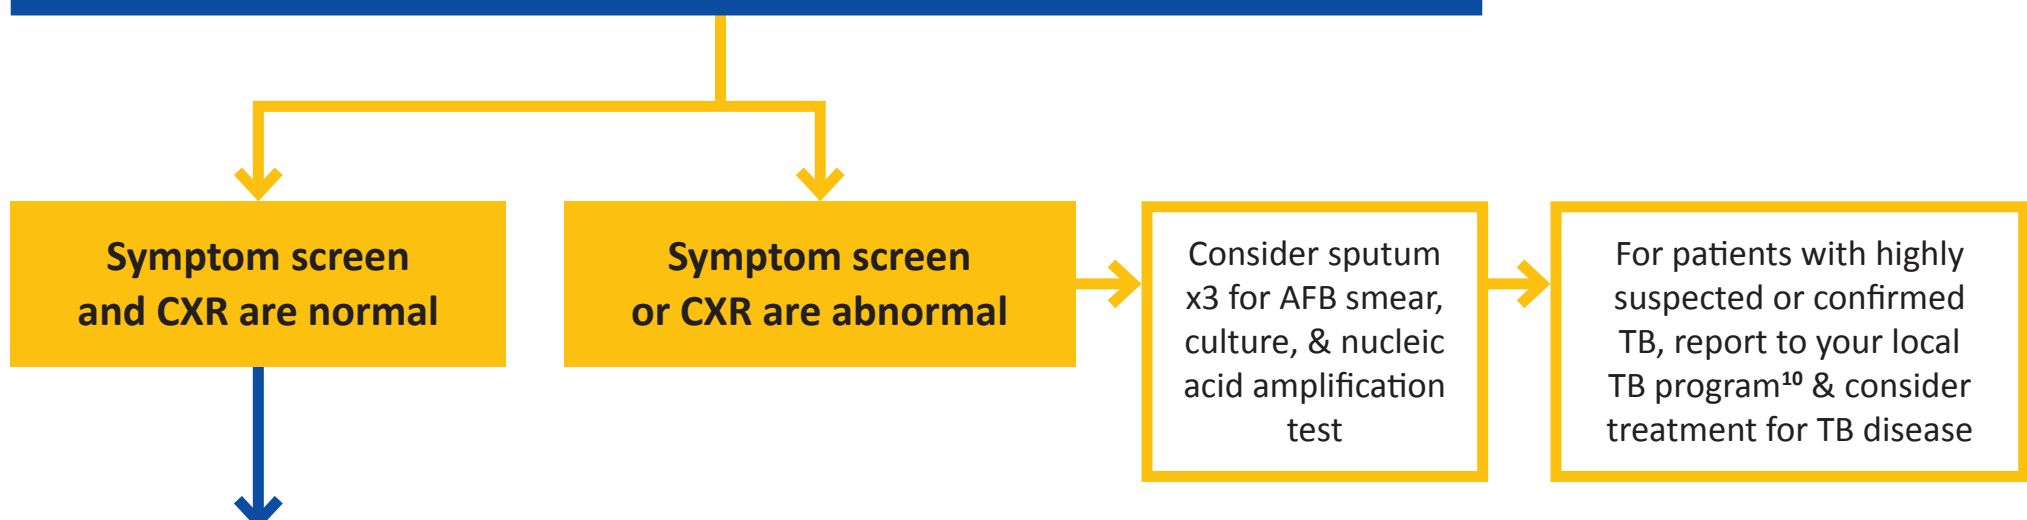 Symptom screen
and CXR are normal
Symptom screen
or CXR are abnormal
Consider sputum
x3 for AFB smear,
culture, & nucleic
acid amplification
test
For patients with highly
suspected or confirmed
TB, report to your local
TB program¹⁰ & consider
treatment for TB disease